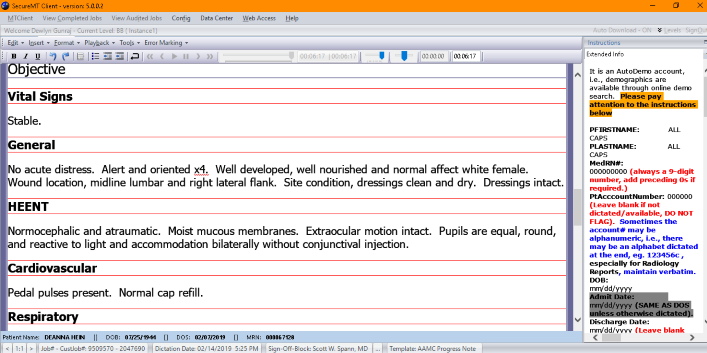 SecureMT Client - version: 5.0.0.2
MTClient View Completed Jobs View Audited Jobs Config Data Center Web Access Help
Welcome Dewlyn Gunraj - Current Level: BB [ Instance1] Auto Download - ON Levels SignOut
Edit Insert Format Playback Tools Error Marking
B I U 00:06:17 | 00:06:17 00:00:00 00:06:17
Objective
Vital Signs
Stable.
General
No acute distress. Alert and oriented x4. Well developed, well nourished and normal affect white female.
Wound location, midline lumbar and right lateral flank. Site condition, dressings clean and dry. Dressings intact.
HEENT
Normocephalic and atraumatic. Moist mucous membranes. Extraocular motion intact. Pupils are equal, round,
and reactive to light and accommodation bilaterally without conjunctival injection.
Cardiovascular
Pedal pulses present. Normal cap refill.
Respiratory
Instructions
Extended Info
It is an AutoDemo account,
i.e., demographics are
available through online demo
search. Please pay
attention to the instructions
below
PFIRSTNAME: ALL
CAPS
PLASTNAME: ALL
CAPS
MedRN#:
000000000 (always a 9-digit
number, add preceding 0s if
required.)
PtAcccountNumber: 000000
(Leave blank if not
dictated/available, DO NOT
FLAG). Sometimes the
account# may be
alphanumeric, i.e., there
may be an alphabet dictated
at the end, eg. 123456c ,
especially for Radiology
Reports, maintain verbatim.
DOB:
mm/dd/yyyy
Admit Date:
mm/dd/yyyy (SAME AS DOS
unless otherwise dictated).
Discharge Date:
mm/dd/yyyy (Leave blank
Patient Name: DEANNA HEIN || DOB: 03/25/1944 || DOS: 02/07/2019 || MRN: 000067128
< 1:1 > Job# - CustJob#: 9509570 - 2047690 Dictation Date: 02/14/2019 5:25 PM Sign-Off-Block: Scott W. Spann, MD ... Template: AAMC Progress Note